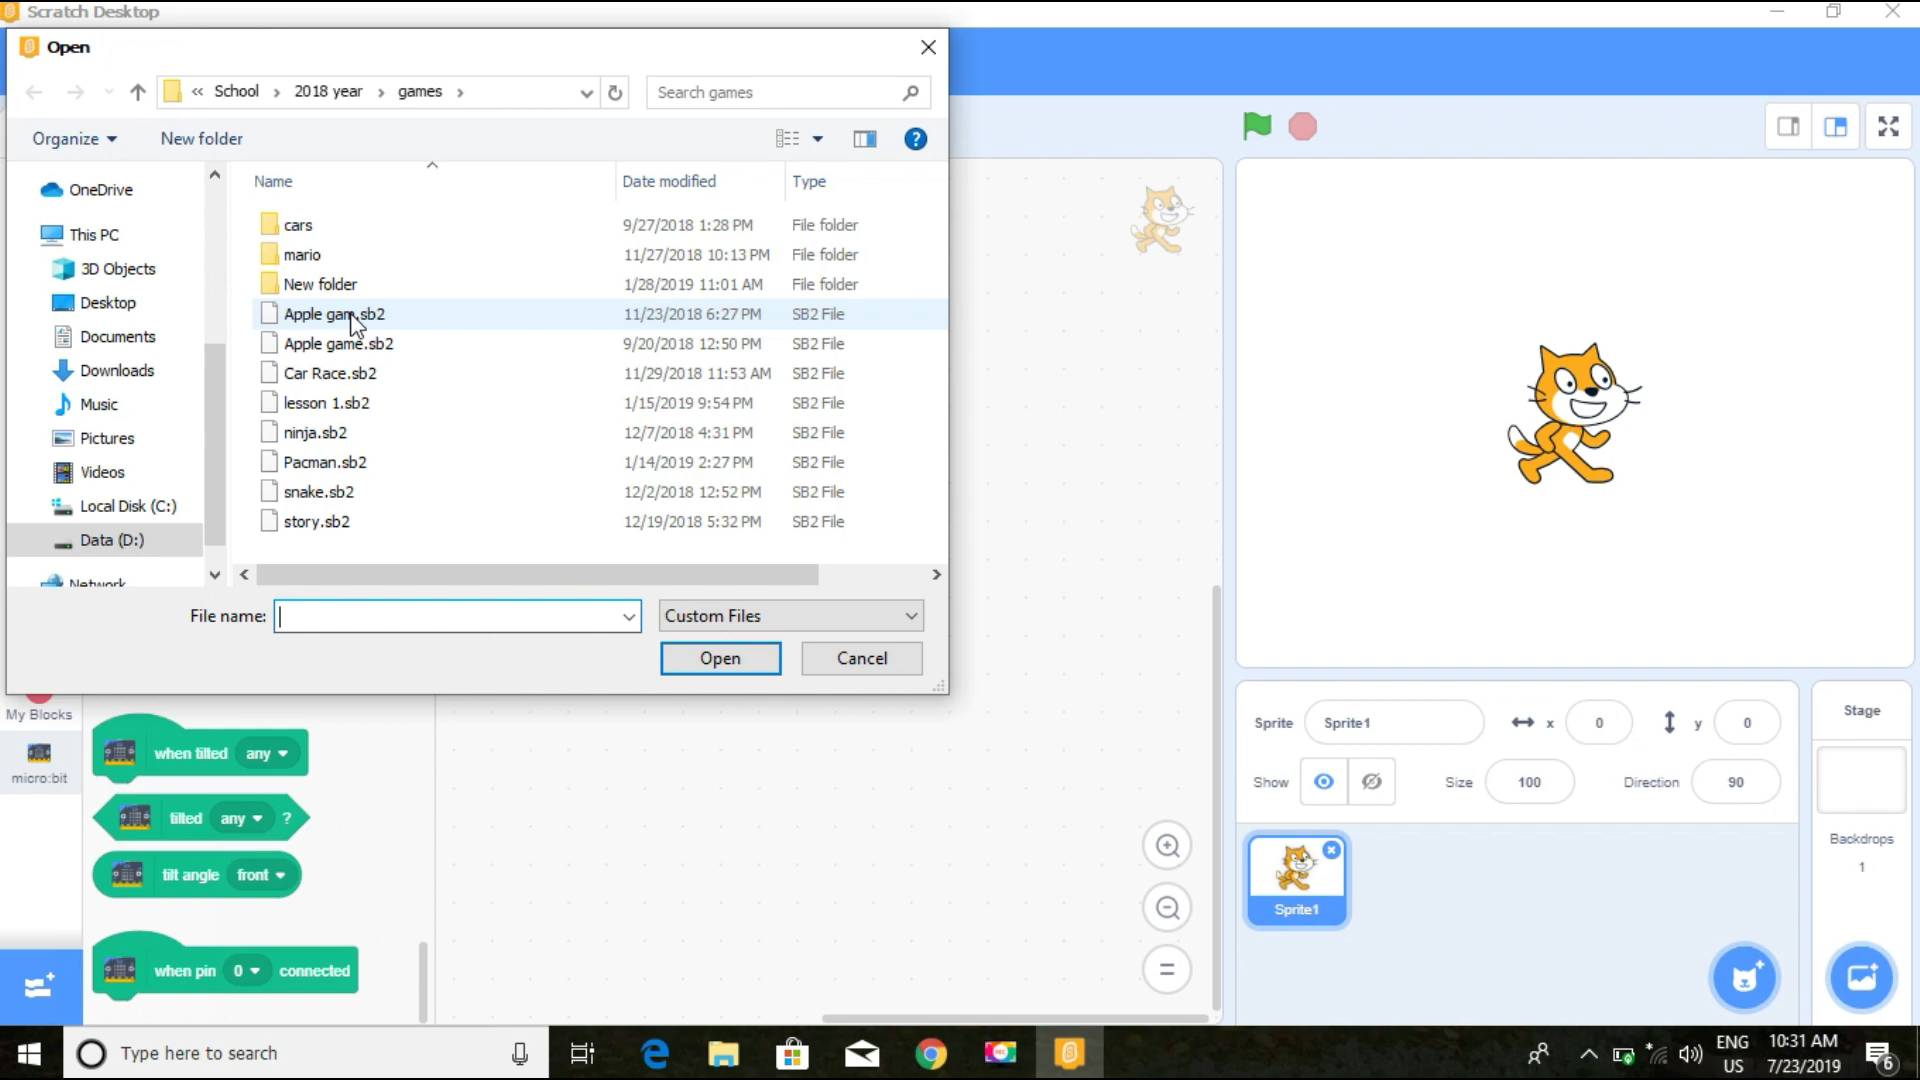 Scratch Desktop
Open
« School › 2018 year › games ›
Search games
Organize
New folder
Name Date modified Type
OneDrive
This PC
3D Objects
Desktop
Documents
Downloads
Music
Pictures
Videos
Local Disk (C:)
Data (D:)
Network
cars 9/27/2018 1:28 PM File folder
mario 11/27/2018 10:13 PM File folder
New folder 1/28/2019 11:01 AM File folder
Apple gam.sb2 11/23/2018 6:27 PM SB2 File
Apple game.sb2 9/20/2018 12:50 PM SB2 File
Car Race.sb2 11/29/2018 11:53 AM SB2 File
lesson 1.sb2 1/15/2019 9:54 PM SB2 File
ninja.sb2 12/7/2018 4:31 PM SB2 File
Pacman.sb2 1/14/2019 2:27 PM SB2 File
snake.sb2 12/2/2018 12:52 PM SB2 File
story.sb2 12/19/2018 5:32 PM SB2 File
File name:
Custom Files
Open Cancel
My Blocks
micro:bit
when tilted any
tilted any ?
tilt angle front
when pin 0 connected
Sprite Sprite1 x 0 y 0
Show Size 100 Direction 90
Sprite1
Stage
Backdrops
1
Type here to search
ENG
US
10:31 AM
7/23/2019
6